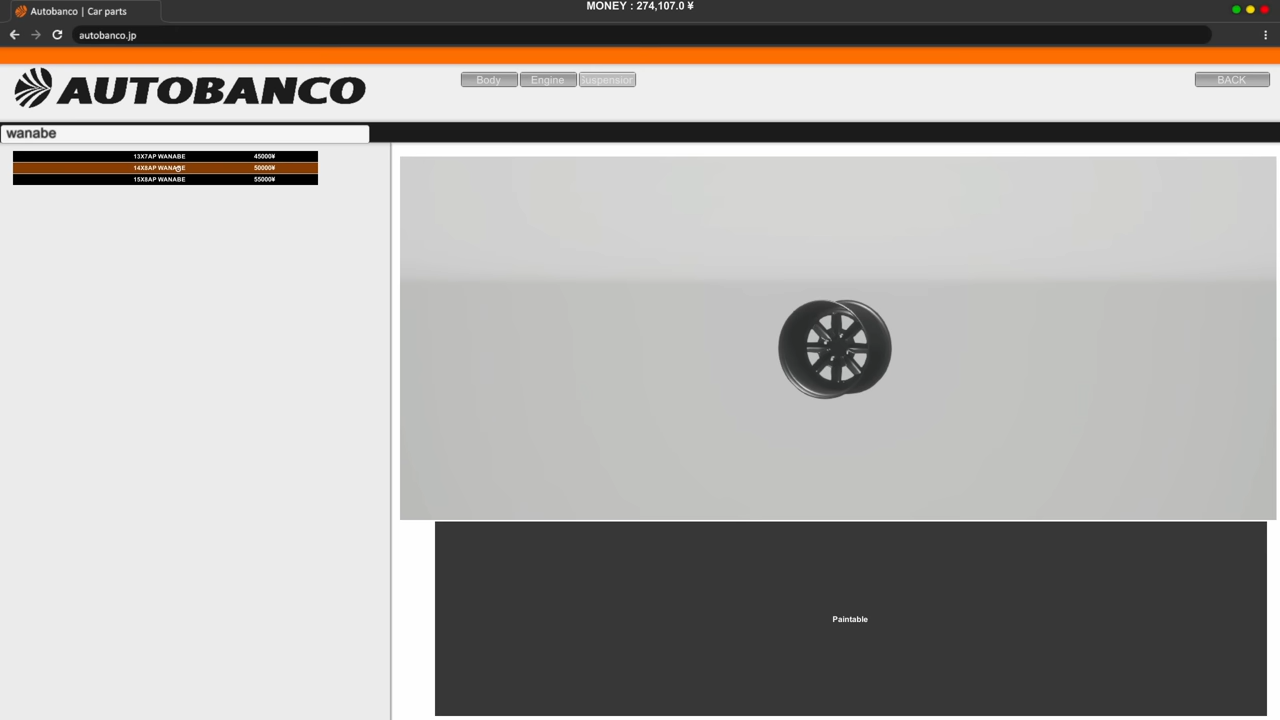 Autobanco | Car parts
MONEY : 274,107.0 ¥
autobanco.jp
AUTOBANCO
Body
Engine
Suspension
BACK
wanabe
13X7AP WANABE 45000¥
14X8AP WANABE 50000¥
15X8AP WANABE 55000¥
Paintable